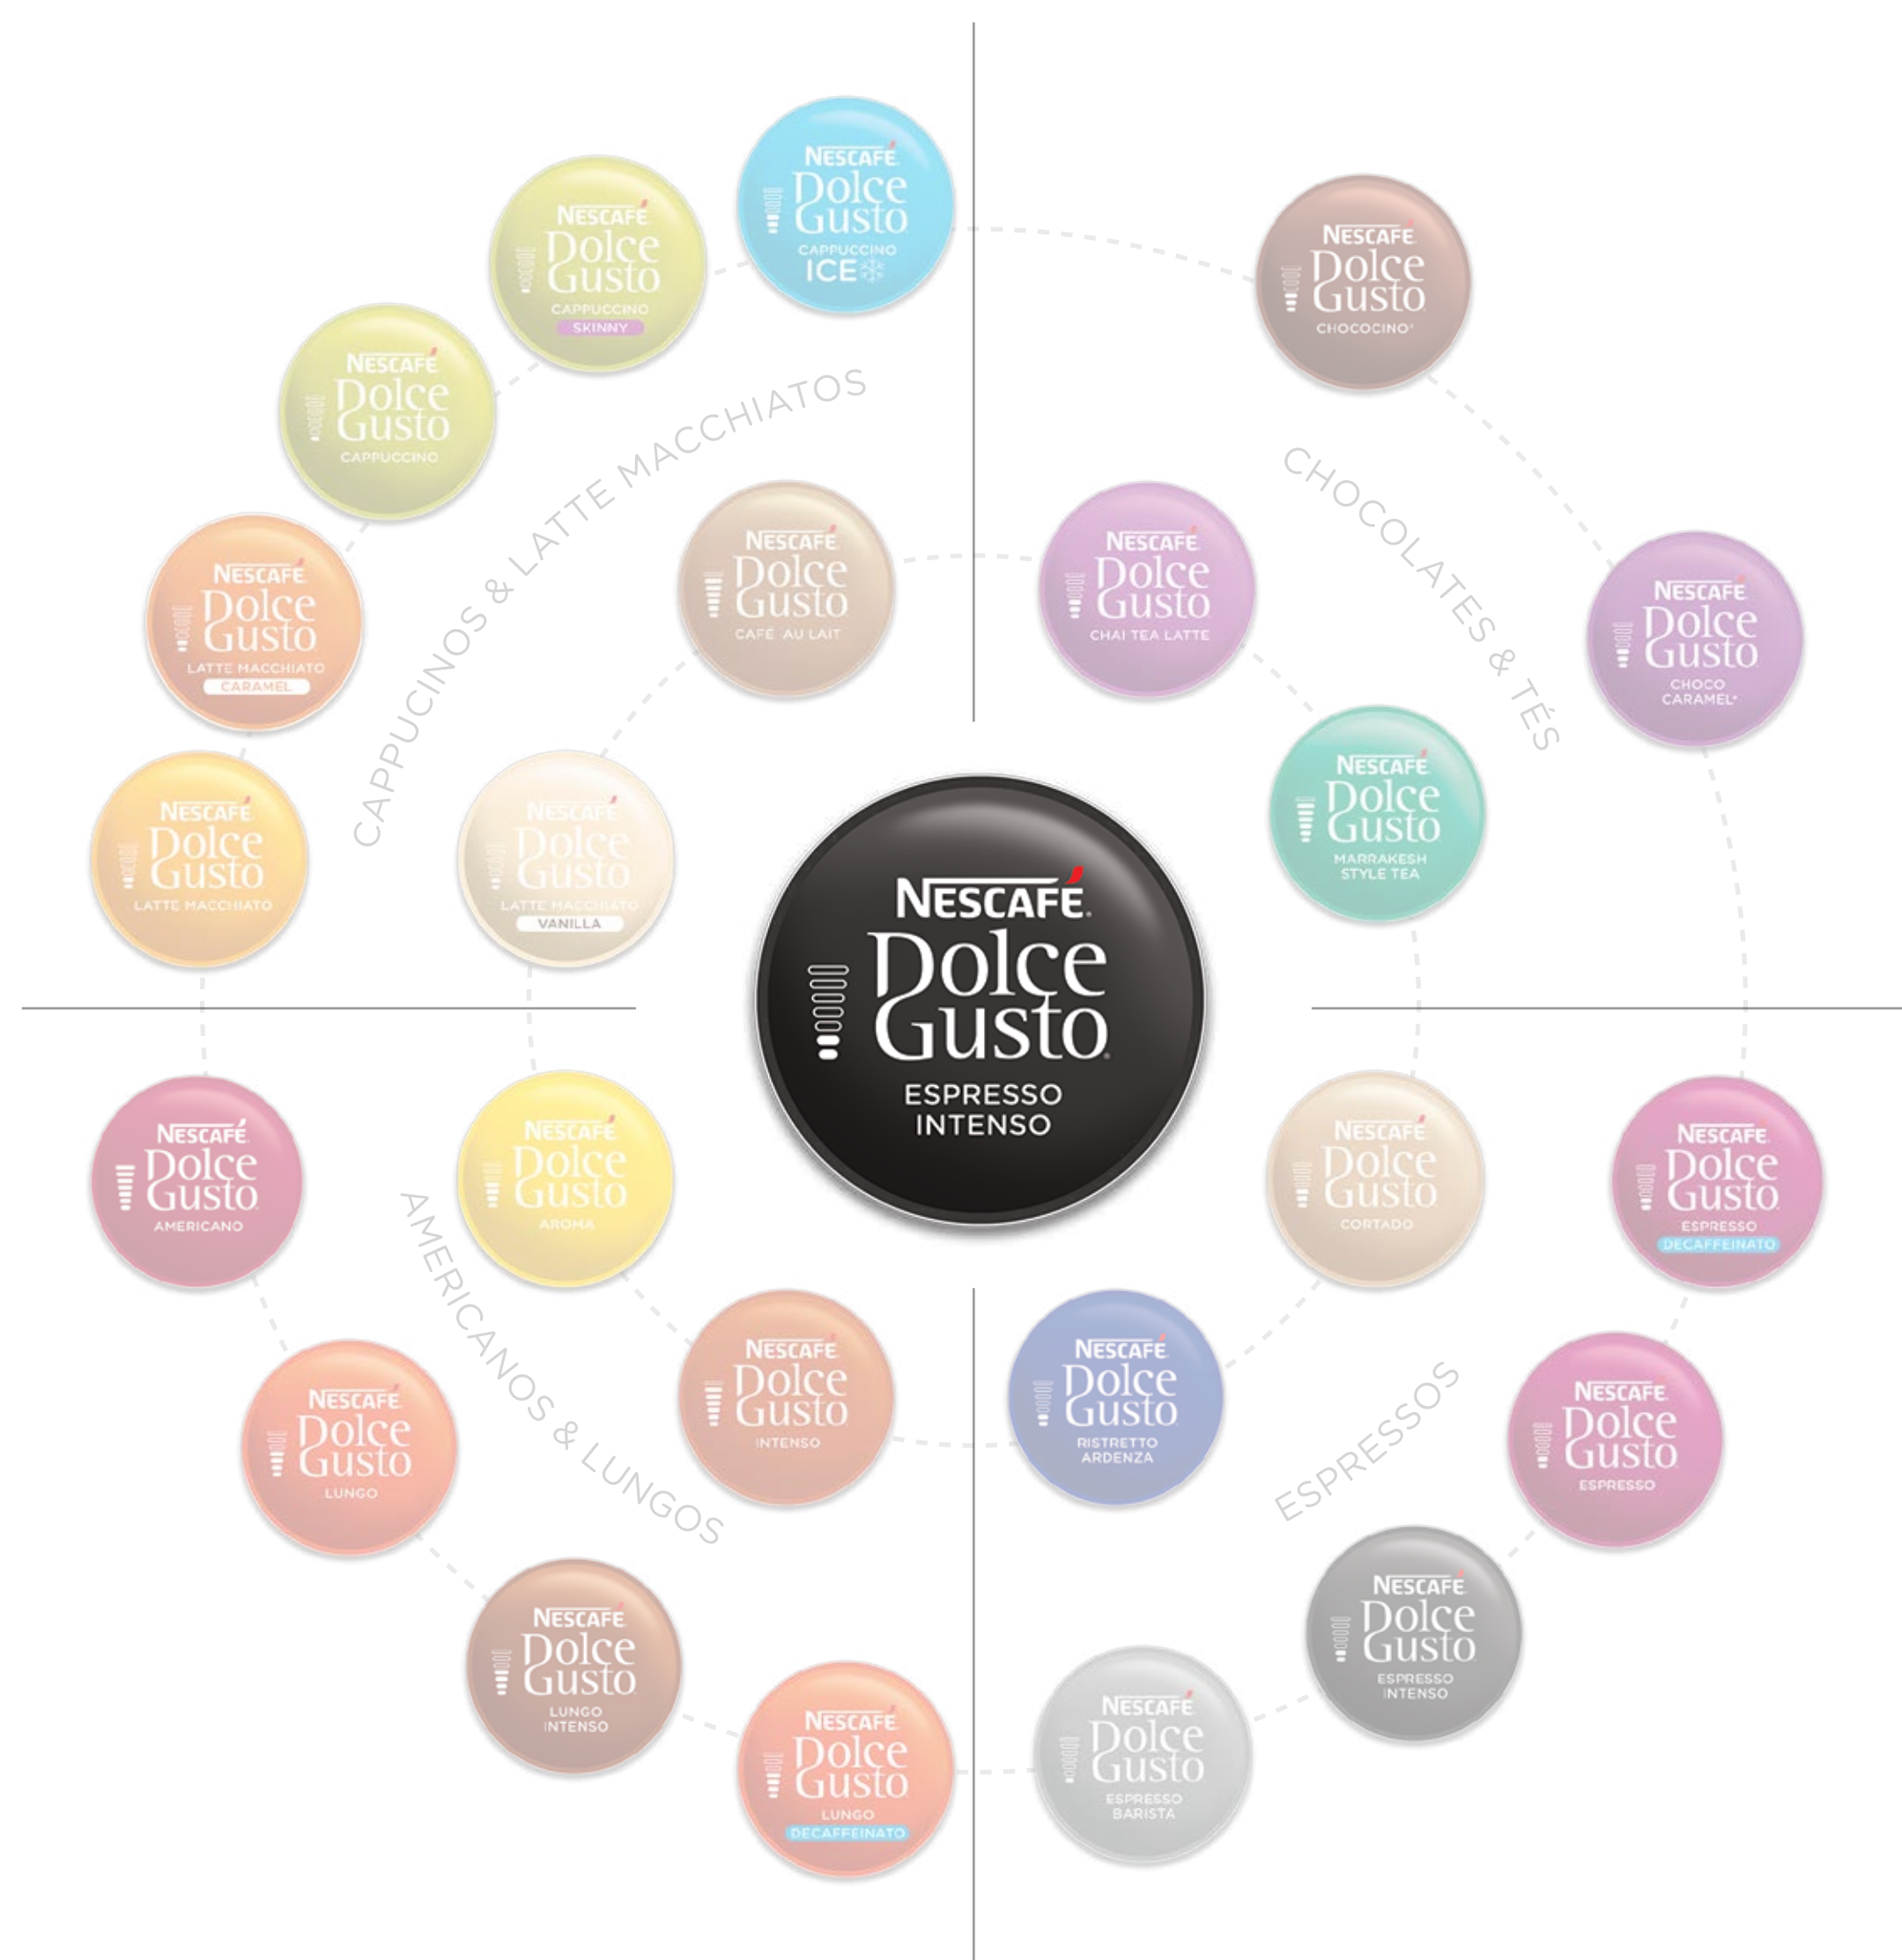 NESCAFÉ
Dolce
Gusto
CAPPUCCINO
ICE
NESCAFÉ
Dolce
Gusto
CAPPUCCINO
SKINNY
NESCAFÉ
Dolce
Gusto
CAPPUCCINO
NESCAFÉ
Dolce
Gusto
LATTE MACCHIATO
CARAMEL
NESCAFÉ
Dolce
Gusto
LATTE MACCHIATO
CAPPUCINOS & LATTE MACCHIATOS
NESCAFÉ
Dolce
Gusto
CAFÉ AU LAIT
NESCAFÉ
Dolce
Gusto
LATTE MACCHIATO
VANILLA
NESCAFÉ
Dolce
Gusto
CHOCOCINO*
CHOCOLATES & TÉS
NESCAFÉ
Dolce
Gusto
CHAI TEA LATTE
NESCAFÉ
Dolce
Gusto
CHOCO
CARAMEL*
NESCAFÉ
Dolce
Gusto
MARRAKESH
STYLE TEA
NESCAFÉ.
Dolce
Gusto
ESPRESSO
INTENSO
NESCAFÉ
Dolce
Gusto
AMERICANO
NESCAFÉ
Dolce
Gusto
AROMA
AMERICANOS & LUNGOS
NESCAFÉ
Dolce
Gusto
LUNGO
NESCAFÉ
Dolce
Gusto
INTENSO
NESCAFÉ
Dolce
Gusto
LUNGO
INTENSO
NESCAFÉ
Dolce
Gusto
LUNGO
DECAFFEINATO
NESCAFÉ
Dolce
Gusto
CORTADO
NESCAFÉ
Dolce
Gusto
ESPRESSO
DECAFFEINATO
NESCAFÉ
Dolce
Gusto
RISTRETTO
ARDENZA
ESPRESSOS
NESCAFÉ
Dolce
Gusto
ESPRESSO
NESCAFÉ
Dolce
Gusto
ESPRESSO
INTENSO
NESCAFÉ
Dolce
Gusto
ESPRESSO
BARISTA